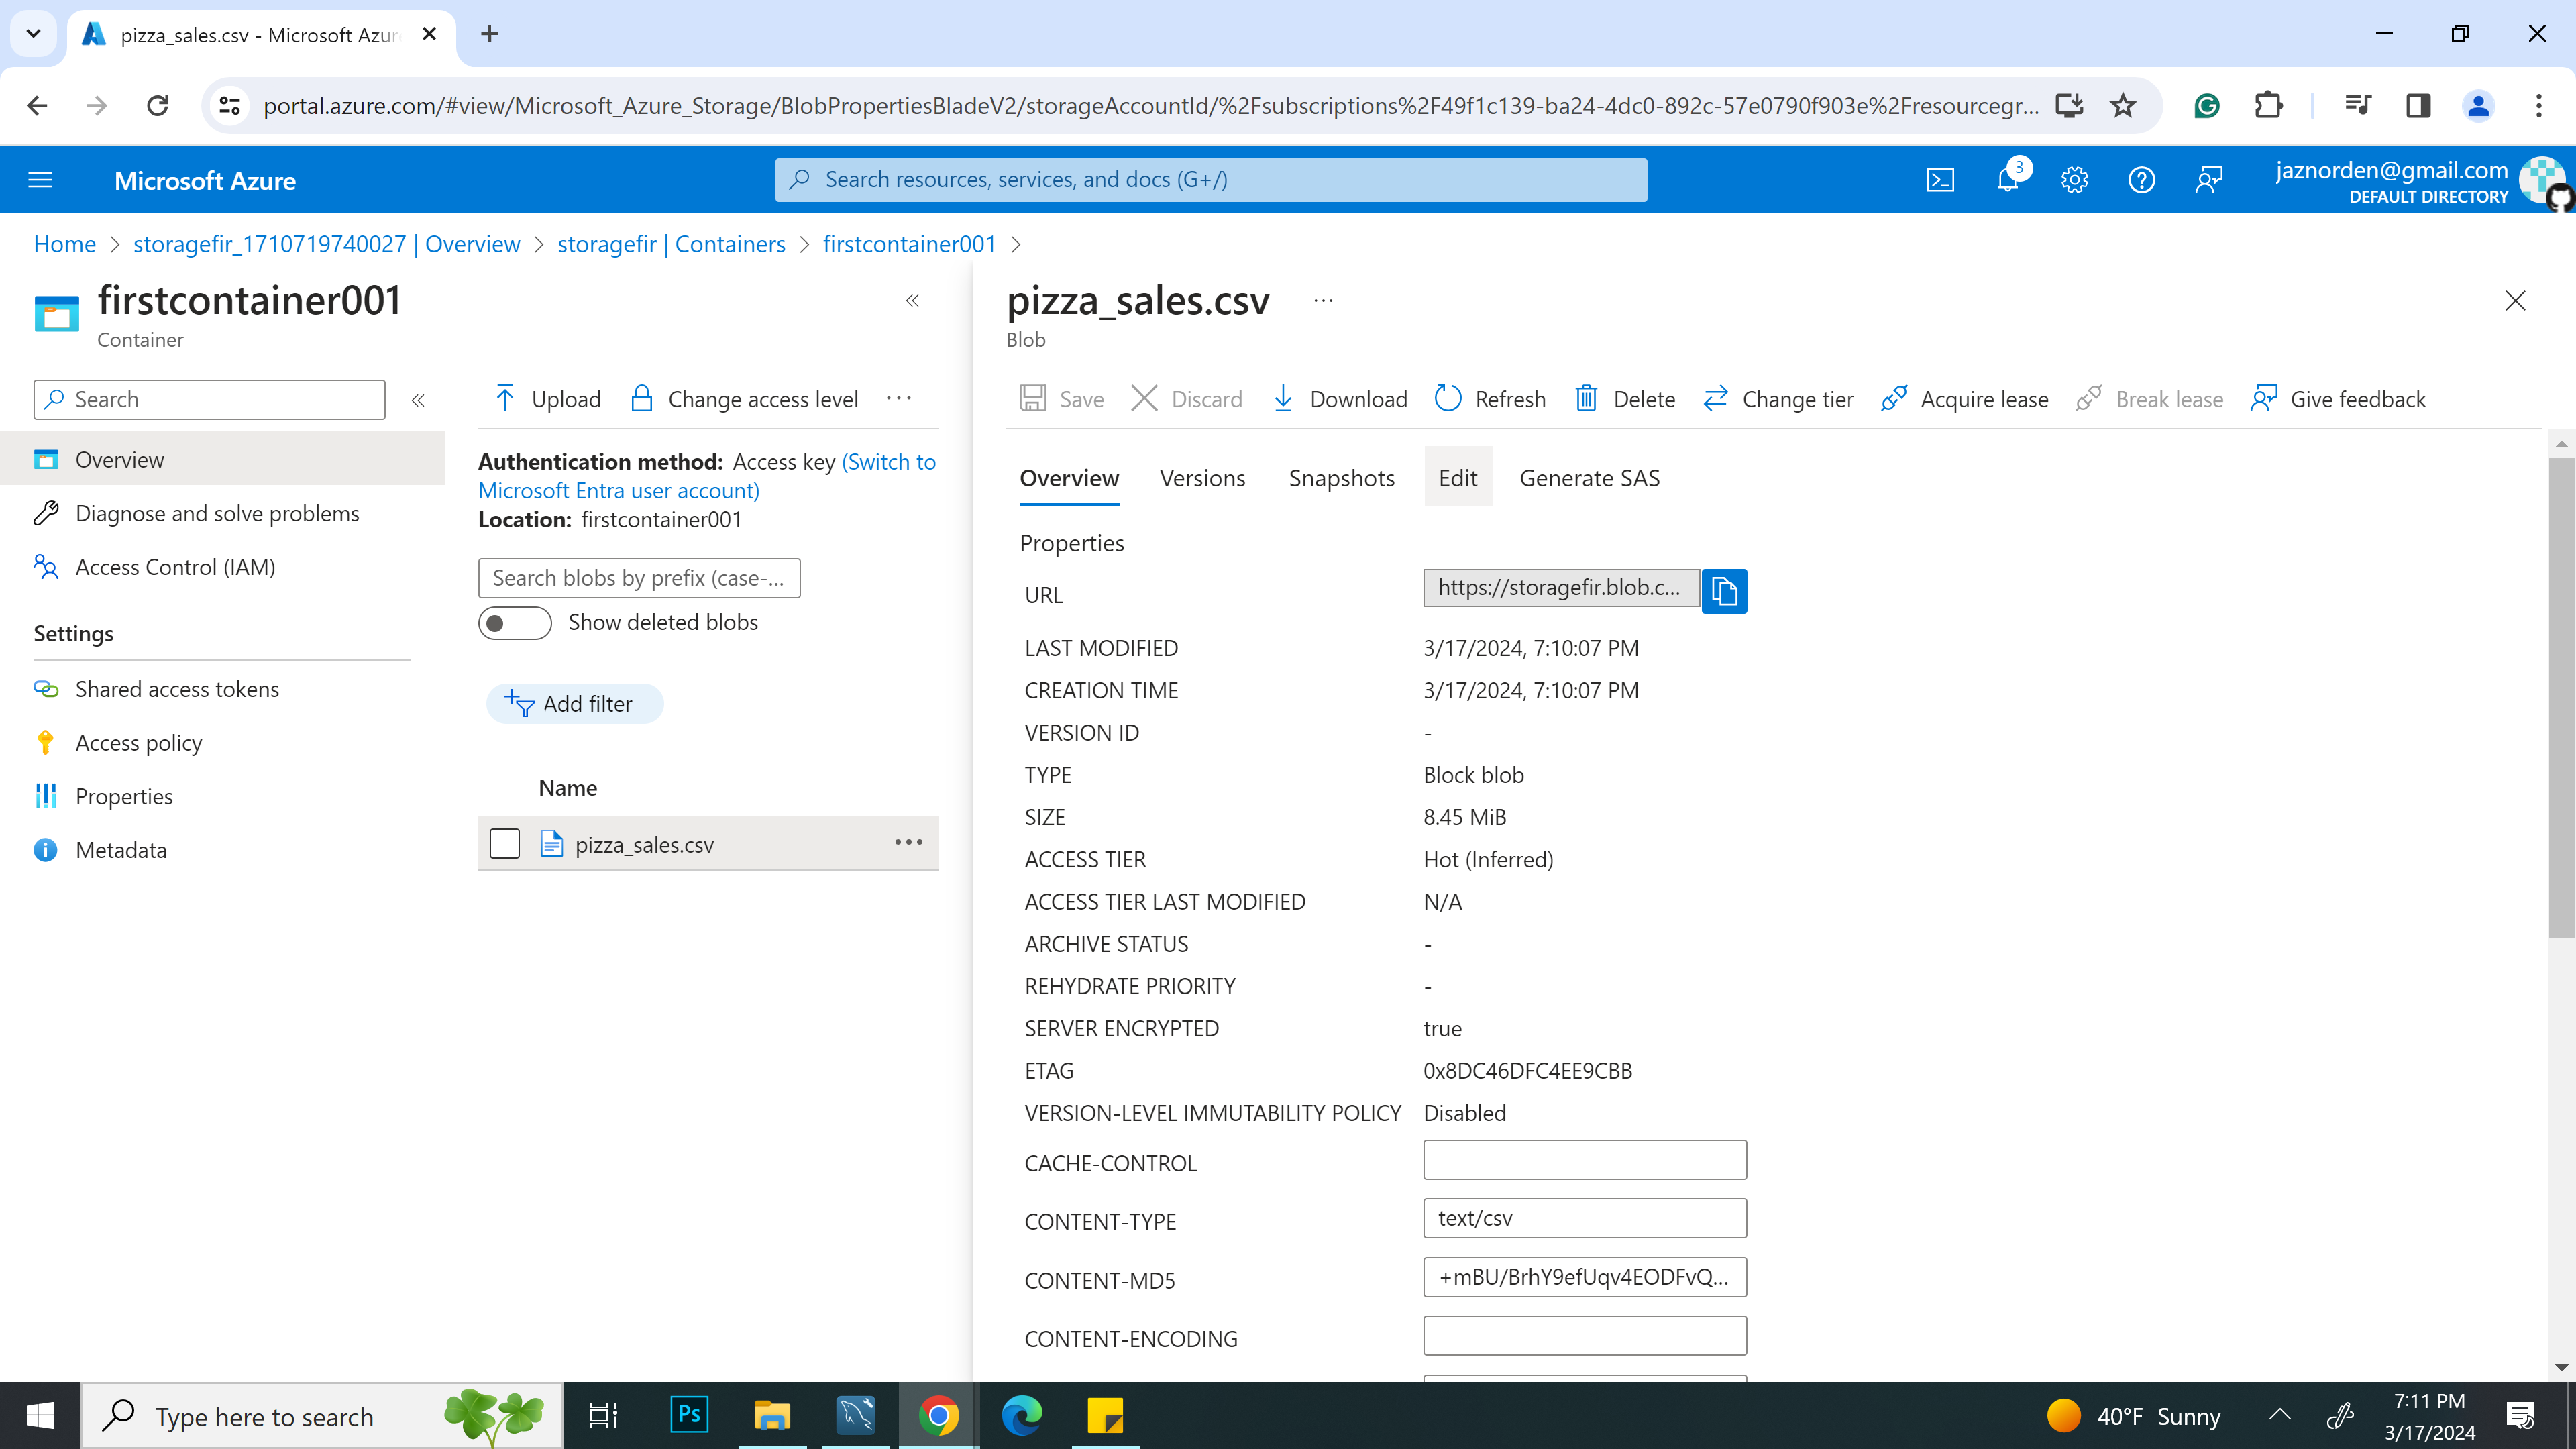 pizza_sales.csv - Microsoft Azur
portal.azure.com/#view/Microsoft_Azure_Storage/BlobPropertiesBladeV2/storageAccountId/%2Fsubscriptions%2F49f1c139-ba24-4dc0-892c-57e0790f903e%2Fresourcegr...
Microsoft Azure
Search resources, services, and docs (G+/)
3
jaznorden@gmail.com
DEFAULT DIRECTORY
Home > storagefir_1710719740027 | Overview > storagefir | Containers > firstcontainer001 >
firstcontainer001
Container
Search
Overview
Diagnose and solve problems
Access Control (IAM)
Settings
Shared access tokens
Access policy
Properties
Metadata
Upload Change access level ...
Authentication method: Access key (Switch to
Microsoft Entra user account)
Location: firstcontainer001
Search blobs by prefix (case-...
Show deleted blobs
Add filter
Name
pizza_sales.csv ...
pizza_sales.csv ...
Blob
Save Discard Download Refresh Delete Change tier Acquire lease Break lease Give feedback
Overview Versions Snapshots Edit Generate SAS
Properties
URL https://storagefir.blob.c...
LAST MODIFIED 3/17/2024, 7:10:07 PM
CREATION TIME 3/17/2024, 7:10:07 PM
VERSION ID -
TYPE Block blob
SIZE 8.45 MiB
ACCESS TIER Hot (Inferred)
ACCESS TIER LAST MODIFIED N/A
ARCHIVE STATUS -
REHYDRATE PRIORITY -
SERVER ENCRYPTED true
ETAG 0x8DC46DFC4EE9CBB
VERSION-LEVEL IMMUTABILITY POLICY Disabled
CACHE-CONTROL
CONTENT-TYPE text/csv
CONTENT-MD5 +mBU/BrhY9efUqv4EODFvQ...
CONTENT-ENCODING
Type here to search
Ps
40°F Sunny
7:11 PM
3/17/2024